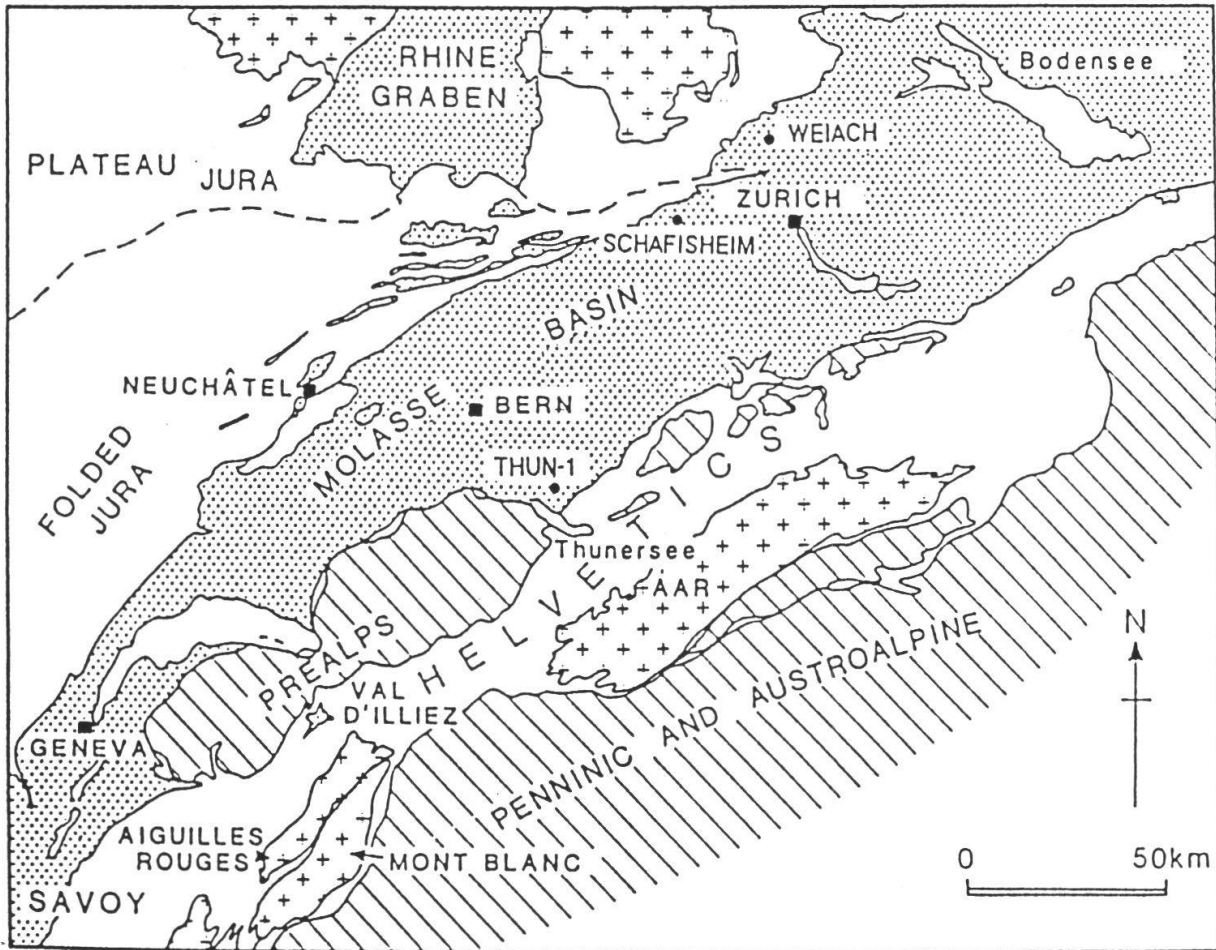 RHINE
GRABEN
Bodensee
WEIACH
PLATEAU
JURA
ZURICH
SCHAFISHEIM
BASIN
NEUCHÂTEL
BERN
MOLASSE
FOLDED
JURA
THUN-1
HELVETICS
Thunersee
AAR
PREALPS
VAL
D'ILLIEZ
PENNINIC AND AUSTROALPINE
N
GENEVA
AIGUILLES
ROUGES
MONT BLANC
SAVOY
0 50km